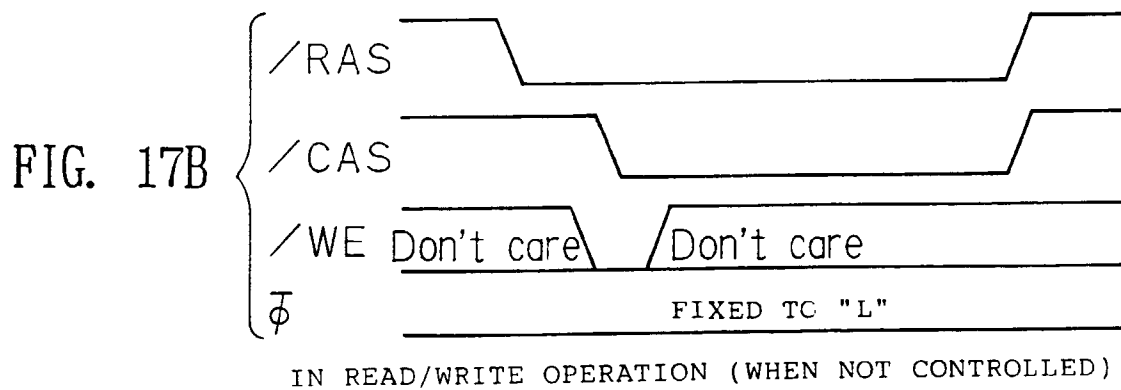 FIG. 17B
/RAS
/CAS
/WE Don't care Don't care
φ̅ FIXED TO "L"
IN READ/WRITE OPERATION (WHEN NOT CONTROLLED)